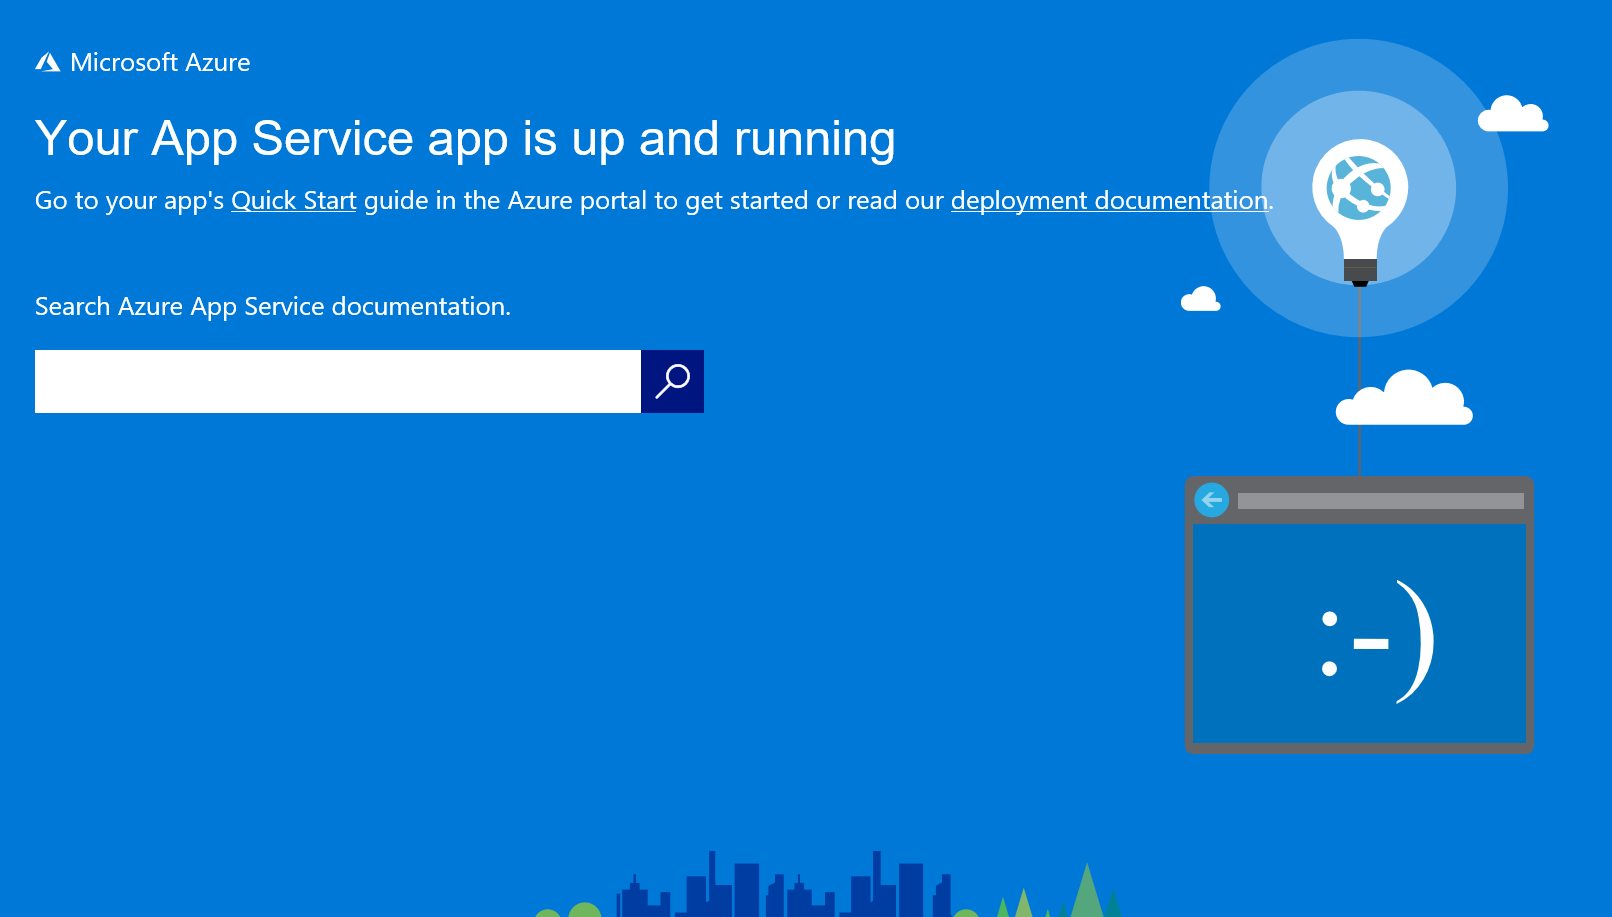 Microsoft Azure
Your App Service app is up and running
Go to your app's Quick Start guide in the Azure portal to get started or read our deployment documentation.
Search Azure App Service documentation.
:-)